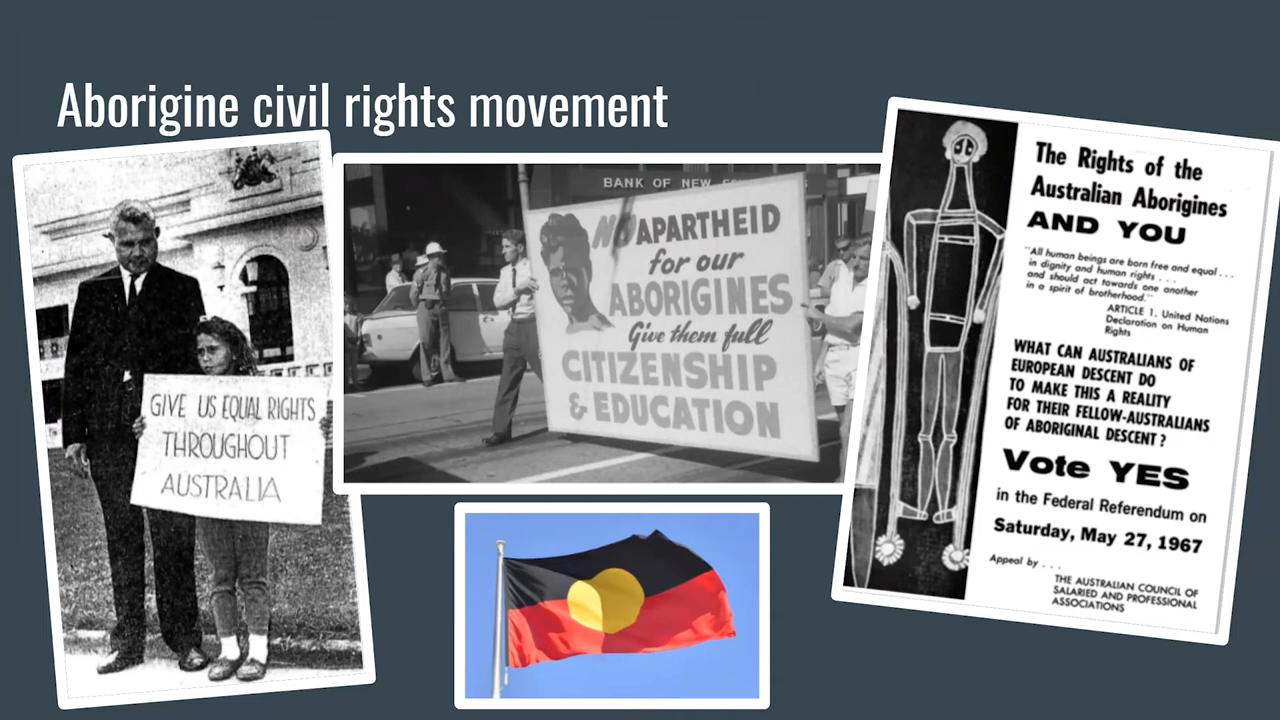 Aborigine civil rights movement
GIVE US EQUAL RIGHTS
THROUGHOUT
AUSTRALIA
BANK OF NEW
NO APARTHEID
for our
ABORIGINES
Give them full
CITIZENSHIP
& EDUCATION
The Rights of the
Australian Aborigines
AND YOU
"All human beings are born free and equal . . .
in dignity and human rights . . .
and should act towards one another
in a spirit of brotherhood."
ARTICLE 1. United Nations
Declaration on Human
Rights
WHAT CAN AUSTRALIANS OF
EUROPEAN DESCENT DO
TO MAKE THIS A REALITY
FOR THEIR FELLOW-AUSTRALIANS
OF ABORIGINAL DESCENT?
Vote YES
in the Federal Referendum on
Saturday, May 27, 1967
Appeal by . . .
THE AUSTRALIAN COUNCIL OF
SALARIED AND PROFESSIONAL
ASSOCIATIONS